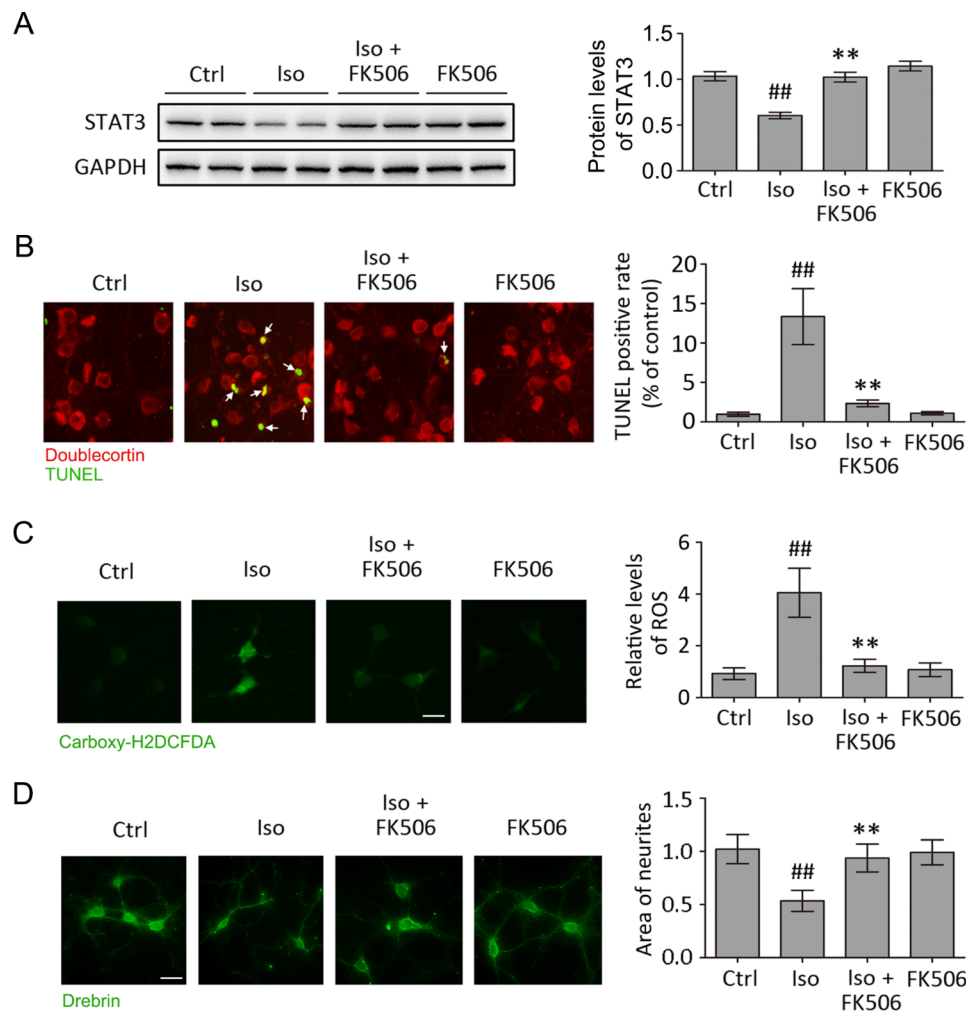 A
Ctrl
Iso
Iso +
FK506
FK506
STAT3
GAPDH
Protein levels
of STAT3
1.5
1.0
0.5
0.0
##
**
Ctrl
Iso
Iso +
FK506
FK506
B
Ctrl
Iso
Iso +
FK506
FK506
Doublecortin
TUNEL
TUNEL positive rate
(% of control)
20
15
10
5
0
##
**
Ctrl
Iso
Iso +
FK506
FK506
C
Ctrl
Iso
Iso +
FK506
FK506
Carboxy-H2DCFDA
Relative levels
of ROS
6
4
2
0
##
**
Ctrl
Iso
Iso +
FK506
FK506
D
Ctrl
Iso
Iso +
FK506
FK506
Drebrin
Area of neurites
1.5
1.0
0.5
0.0
##
**
Ctrl
Iso
Iso +
FK506
FK506